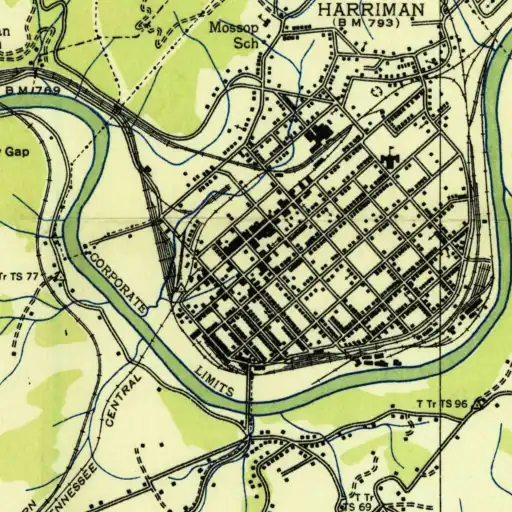 HARRIMAN
(B M 793)
Mossop
Sch
B M 769
Gap
Tr TS 77
CORPORATE
LIMITS
CENTRAL
TENNESSEE
T Tr TS 96
T Tr
TS 69